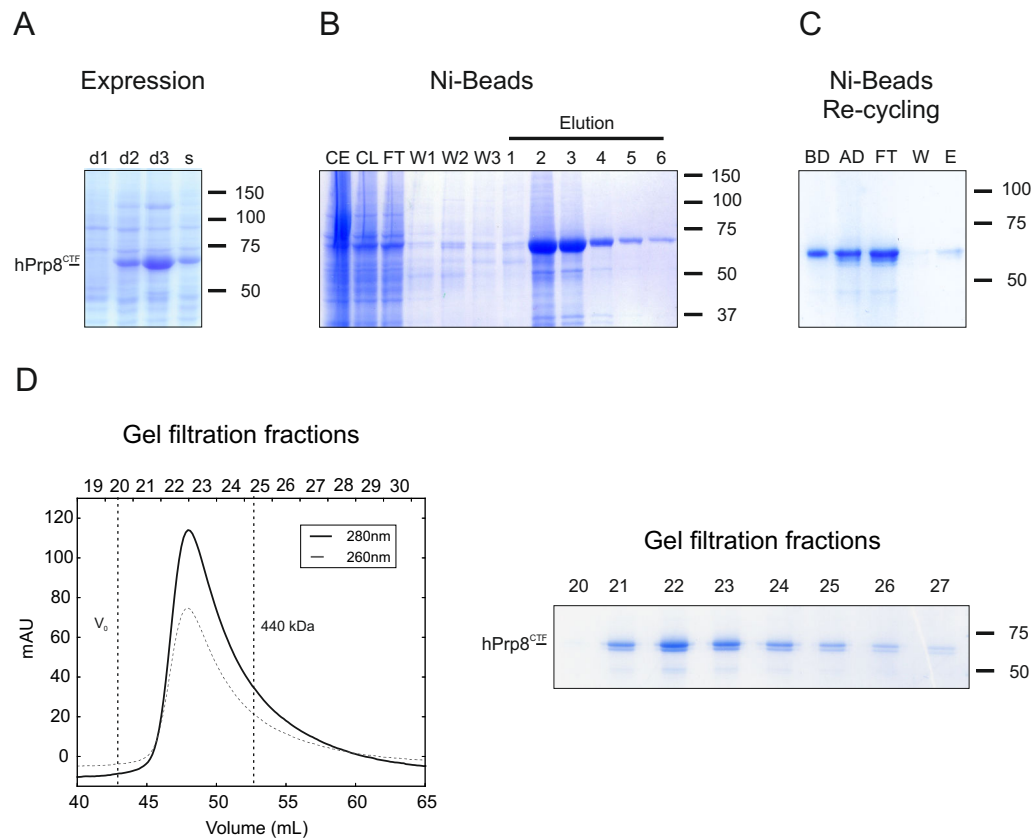 A
Expression
d1 d2 d3 s
150
100
75
50
hPrp8CTF
B
Ni-Beads
Elution
CE CL FT W1 W2 W3 1 2 3 4 5 6
150
100
75
50
37
C
Ni-Beads
Re-cycling
BD AD FT W E
100
75
50
D
Gel filtration fractions
19 20 21 22 23 24 25 26 27 28 29 30
280nm
260nm
V0
440 kDa
120
100
80
60
40
20
0
mAU
40 45 50 55 60 65
Volume (mL)
Gel filtration fractions
20 21 22 23 24 25 26 27
hPrp8CTF
75
50